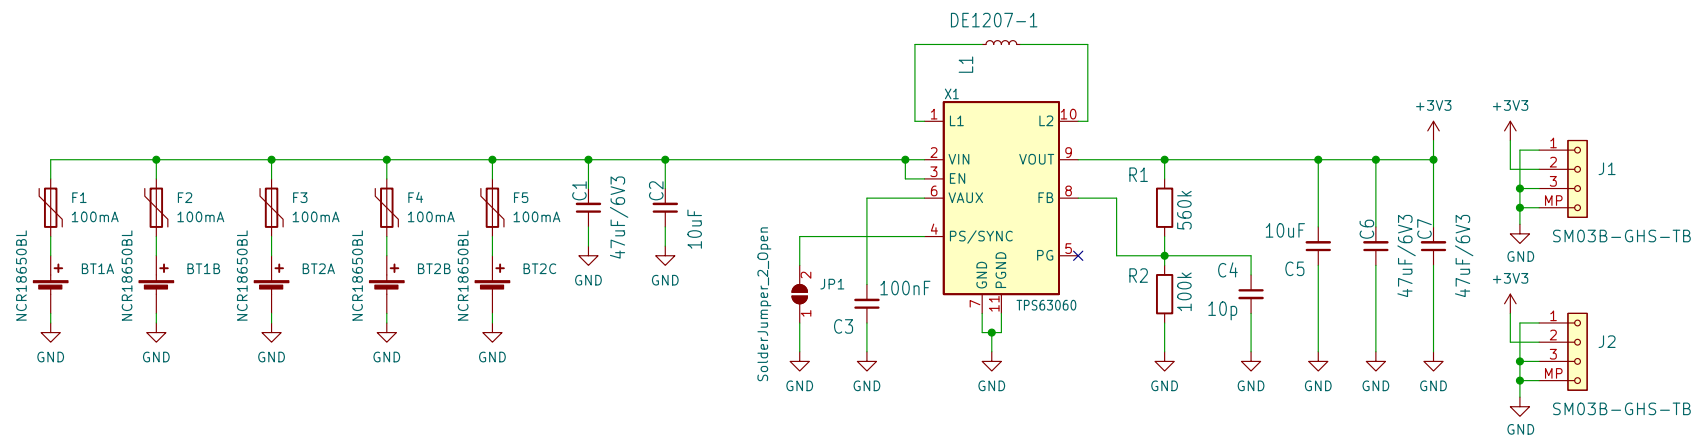 DE1207-1
L1
X1
1
L1
L2
10
2
VIN
VOUT
9
3
EN
6
VAUX
FB
8
4
PS/SYNC
PG
5
GND
PGND
7
11
TPS63060
GND
F1
100mA
NCR18650BL
BT1A
+
GND
F2
100mA
NCR18650BL
BT1B
+
GND
F3
100mA
NCR18650BL
BT2A
+
GND
F4
100mA
NCR18650BL
BT2B
+
GND
F5
100mA
NCR18650BL
BT2C
+
GND
C1
47uF/6V3
GND
C2
10uF
GND
SolderJumper_2_Open
JP1
2
1
GND
100nF
C3
GND
R1
560k
R2
100k
GND
C4
10p
GND
10uF
C5
GND
C6
47uF/6V3
GND
+3V3
C7
47uF/6V3
GND
+3V3
1
2
3
MP
J1
SM03B-GHS-TB
GND
+3V3
1
2
3
MP
J2
SM03B-GHS-TB
GND